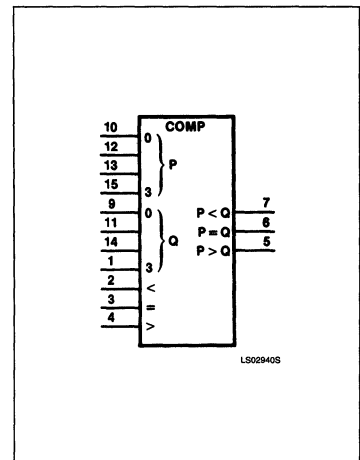 COMP
10 0
12
13 P
15 3
9 0 P < Q 7
11 P = Q 6
14 Q P > Q 5
1 3
2 <
3 =
4 >
LS02940S